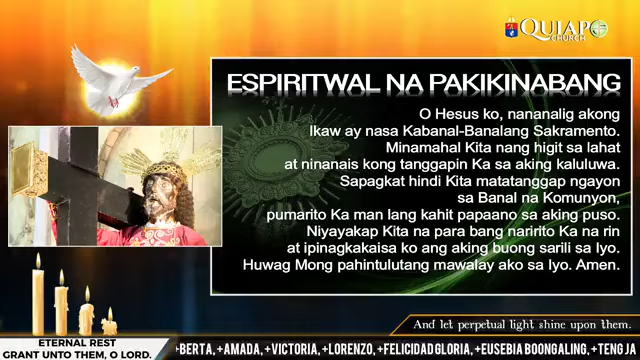 QUIAPO
CHURCH
ESPIRITWAL NA PAKIKINABANG
O Hesus ko, nananalig akong
Ikaw ay nasa Kabanal-Banalang Sakramento.
Minamahal Kita nang higit sa lahat
at ninanais kong tanggapin Ka sa aking kaluluwa.
Sapagkat hindi Kita matatanggap ngayon
sa Banal na Komunyon,
pumarito Ka man lang kahit papaano sa aking puso.
Niyayakap Kita na para bang naririto Ka na rin
at ipinagkakaisa ko ang aking buong sarili sa Iyo.
Huwag Mong pahintulutang mawalay ako sa Iyo. Amen.
And let perpetual light shine upon them.
ETERNAL REST
GRANT UNTO THEM, O LORD.
+BERTA, +AMADA, +VICTORIA, +LORENZO, +FELICIDAD GLORIA, +EUSEBIA BOONGALING, +TENG JA